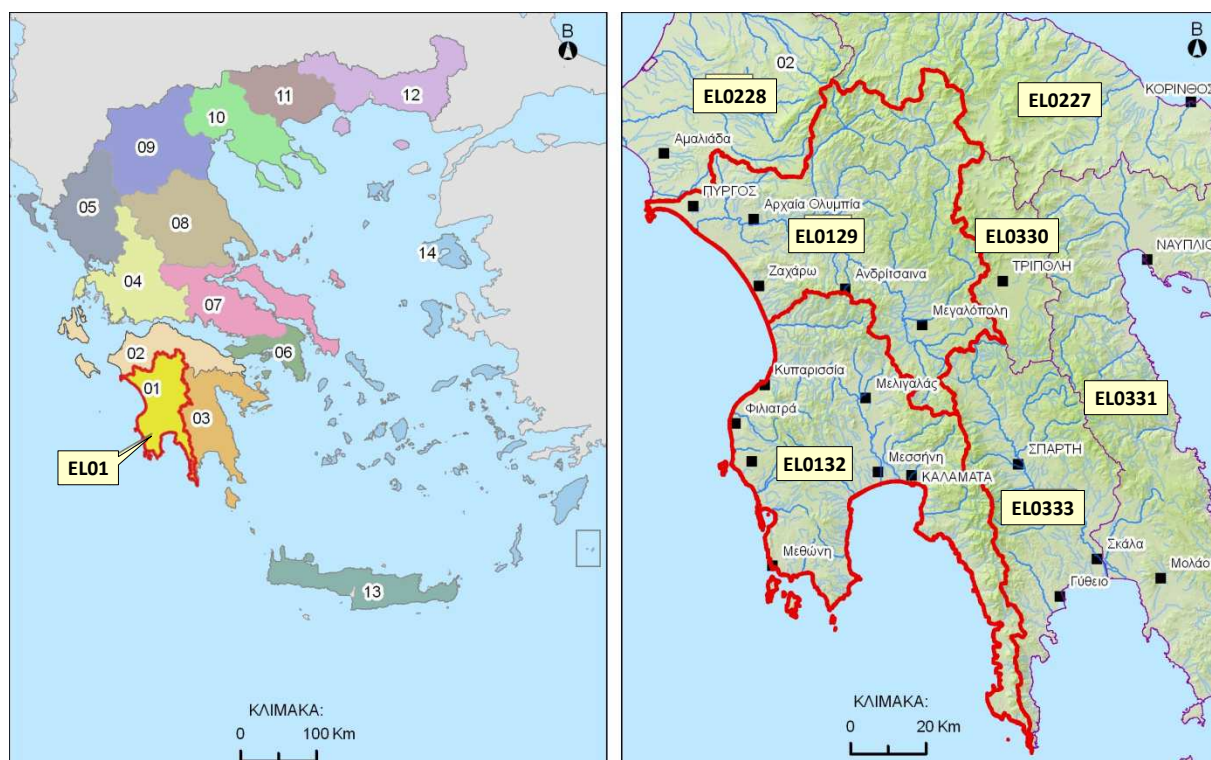 Β
11
12
10
09
05
08
14
04
07
02
06
01
03
EL01
13
ΚΛΙΜΑΚΑ:
0 100 Km
Β
02
EL0228
EL0227
ΚΟΡΙΝΘΟΣ
Αμαλιάδα
ΠΥΡΓΟΣ
Αρχαία Ολυμπία
EL0129
EL0330
ΝΑΥΠΛΙΟ
ΤΡΙΠΟΛΗ
Ζαχάρω
Ανδρίτσαινα
Μεγαλόπολη
Κυπαρισσία
Μελιγαλάς
EL0331
Φιλιατρά
ΣΠΑΡΤΗ
EL0132
Μεσσήνη
ΚΑΛΑΜΑΤΑ
EL0333
Μεθώνη
Σκάλα
Μολάο
Γύθειο
ΚΛΙΜΑΚΑ:
0 20 Km